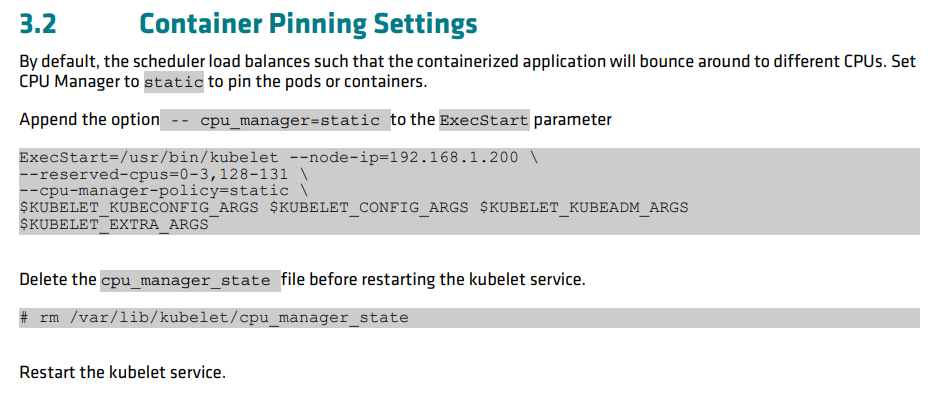 3.2 Container Pinning Settings
By default, the scheduler load balances such that the containerized application will bounce around to different CPUs. Set
CPU Manager to static to pin the pods or containers.
Append the option -- cpu_manager=static to the ExecStart parameter
ExecStart=/usr/bin/kubelet --node-ip=192.168.1.200 \
--reserved-cpus=0-3,128-131 \
--cpu-manager-policy=static \
$KUBELET_KUBECONFIG_ARGS $KUBELET_CONFIG_ARGS $KUBELET_KUBEADM_ARGS
$KUBELET_EXTRA_ARGS
Delete the cpu_manager_state file before restarting the kubelet service.
# rm /var/lib/kubelet/cpu_manager_state
Restart the kubelet service.